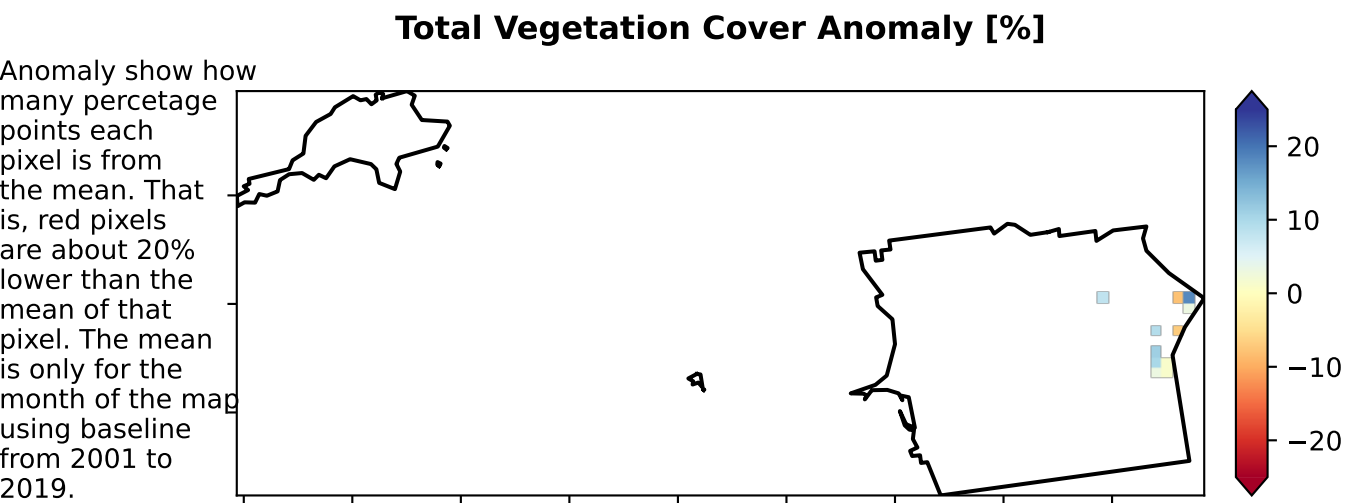 Total Vegetation Cover Anomaly [%]
Anomaly show how
many percetage
points each
pixel is from
the mean. That
is, red pixels
are about 20%
lower than the
mean of that
pixel. The mean
is only for the
month of the map
using baseline
from 2001 to
2019.
20
10
0
−10
−20